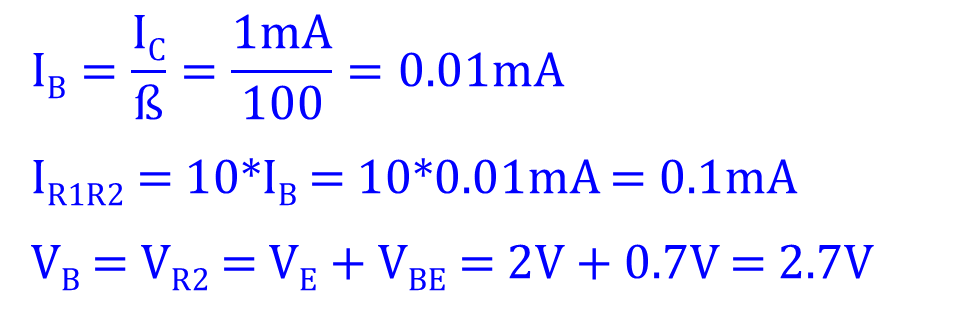 I_B = I_C/ß = 1mA/100 = 0.01mA
I_R1R2 = 10*I_B = 10*0.01mA = 0.1mA
V_B = V_R2 = V_E + V_BE = 2V + 0.7V = 2.7V